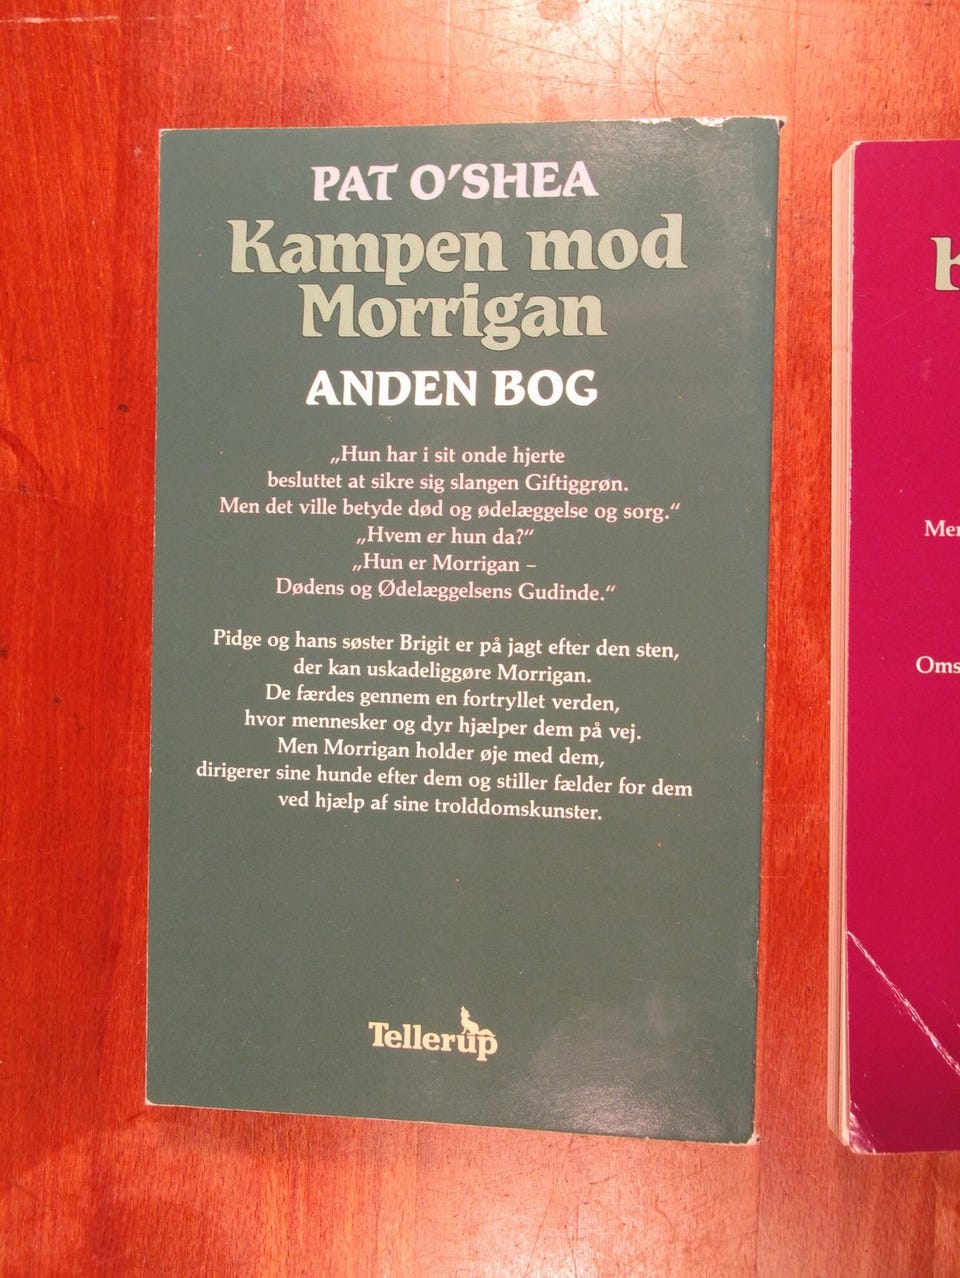 PAT O'SHEA
Kampen mod
Morrigan
ANDEN BOG
„Hun har i sit onde hjerte
besluttet at sikre sig slangen Giftiggrøn.
Men det ville betyde død og ødelæggelse og sorg.“
„Hvem er hun da?“
„Hun er Morrigan –
Dødens og Ødelæggelsens Gudinde.“
Pidge og hans søster Brigit er på jagt efter den sten,
der kan uskadeliggøre Morrigan.
De færdes gennem en fortryllet verden,
hvor mennesker og dyr hjælper dem på vej.
Men Morrigan holder øje med dem,
dirigerer sine hunde efter dem og stiller fælder for dem
ved hjælp af sine trolddomskunster.
Tellerup